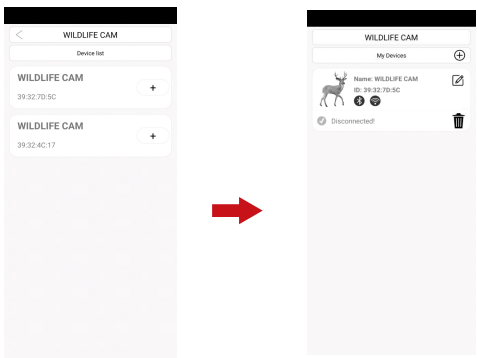 WILDLIFE CAM
Device list
WILDLIFE CAM
39:32:7D:5C
+
WILDLIFE CAM
39:32:4C:17
+
WILDLIFE CAM
My Devices
Name: WILDLIFE CAM
ID: 39:32:7D:5C
Disconnected!